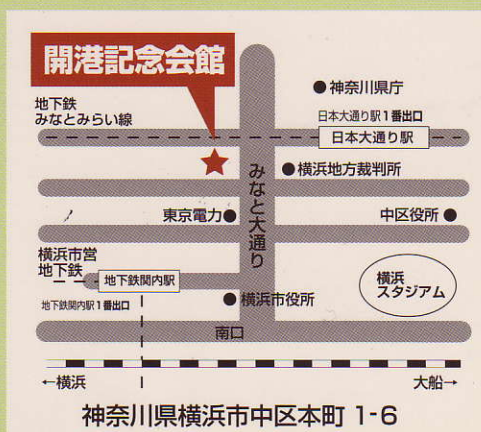 開港記念会館
神奈川県庁
地下鉄
みなとみらい線
日本大通り駅1番出口
日本大通り駅
横浜地方裁判所
みなと大通り
東京電力
中区役所
横浜市営
地下鉄
地下鉄関内駅
横浜
スタジアム
地下鉄関内駅1番出口
横浜市役所
南口
←横浜
大船→
神奈川県横浜市中区本町 1-6